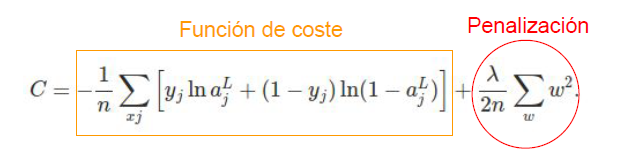 Penalización
Función de coste
C = -\frac{1}{n} \sum_{xj} \left[ y_j \ln a_j^L + (1 - y_j) \ln(1 - a_j^L) \right] + \frac{\lambda}{2n} \sum_w w^2.